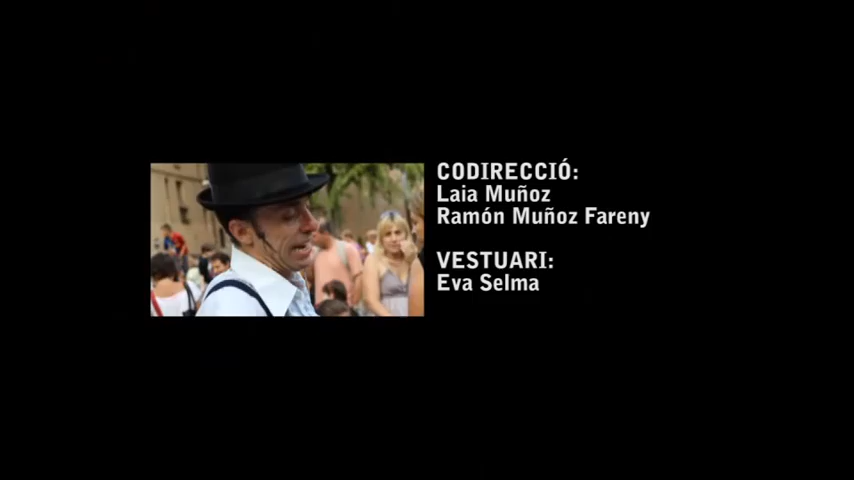 CODIRECCIÓ:
Laia Muñoz
Ramón Muñoz Fareny
VESTUARI:
Eva Selma